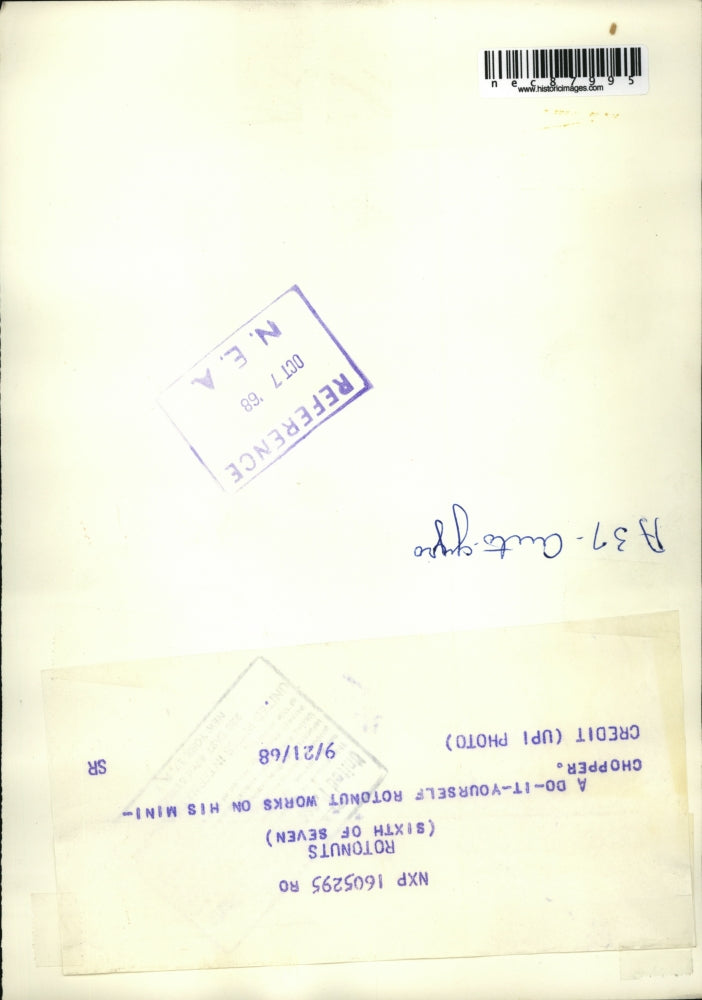 nec87995
www.historicimages.com
REFERENCE
OCT 7 '68
N. E. A
A 31 - Auto-gyro
NXP 1605295 RO
ROTONUTS
(SIXTH OF SEVEN)
A DO-IT-YOURSELF ROTONUT WORKS ON HIS MINI-
CHOPPER.
CREDIT (UPI PHOTO) 9/21/68 SR